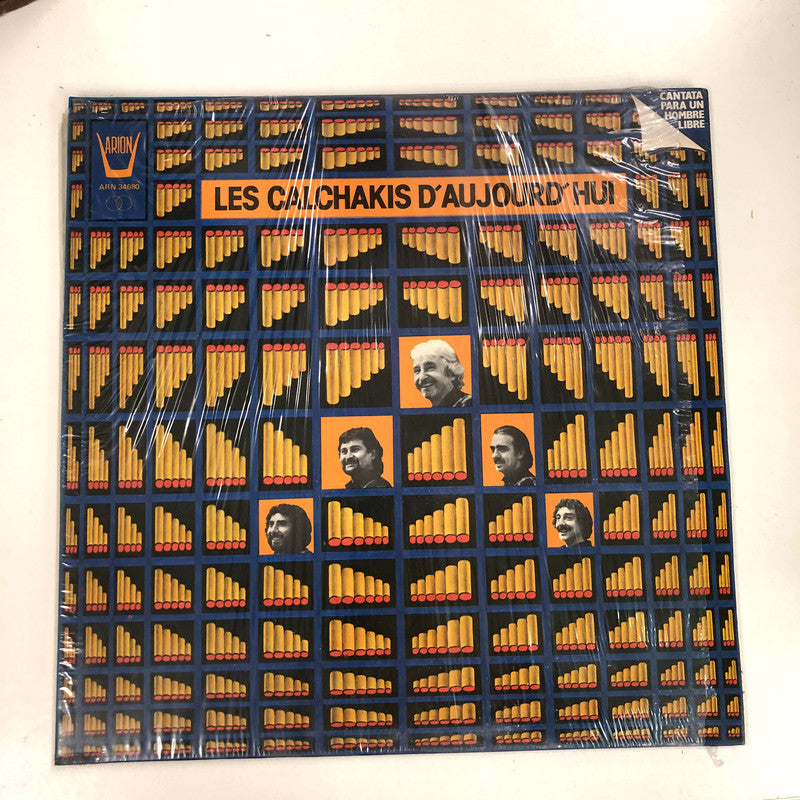 ARION
ARN 34680
CANTATA
PARA UN
HOMBRE
LIBRE
LES CALCHAKIS D'AUJOURD'HUI